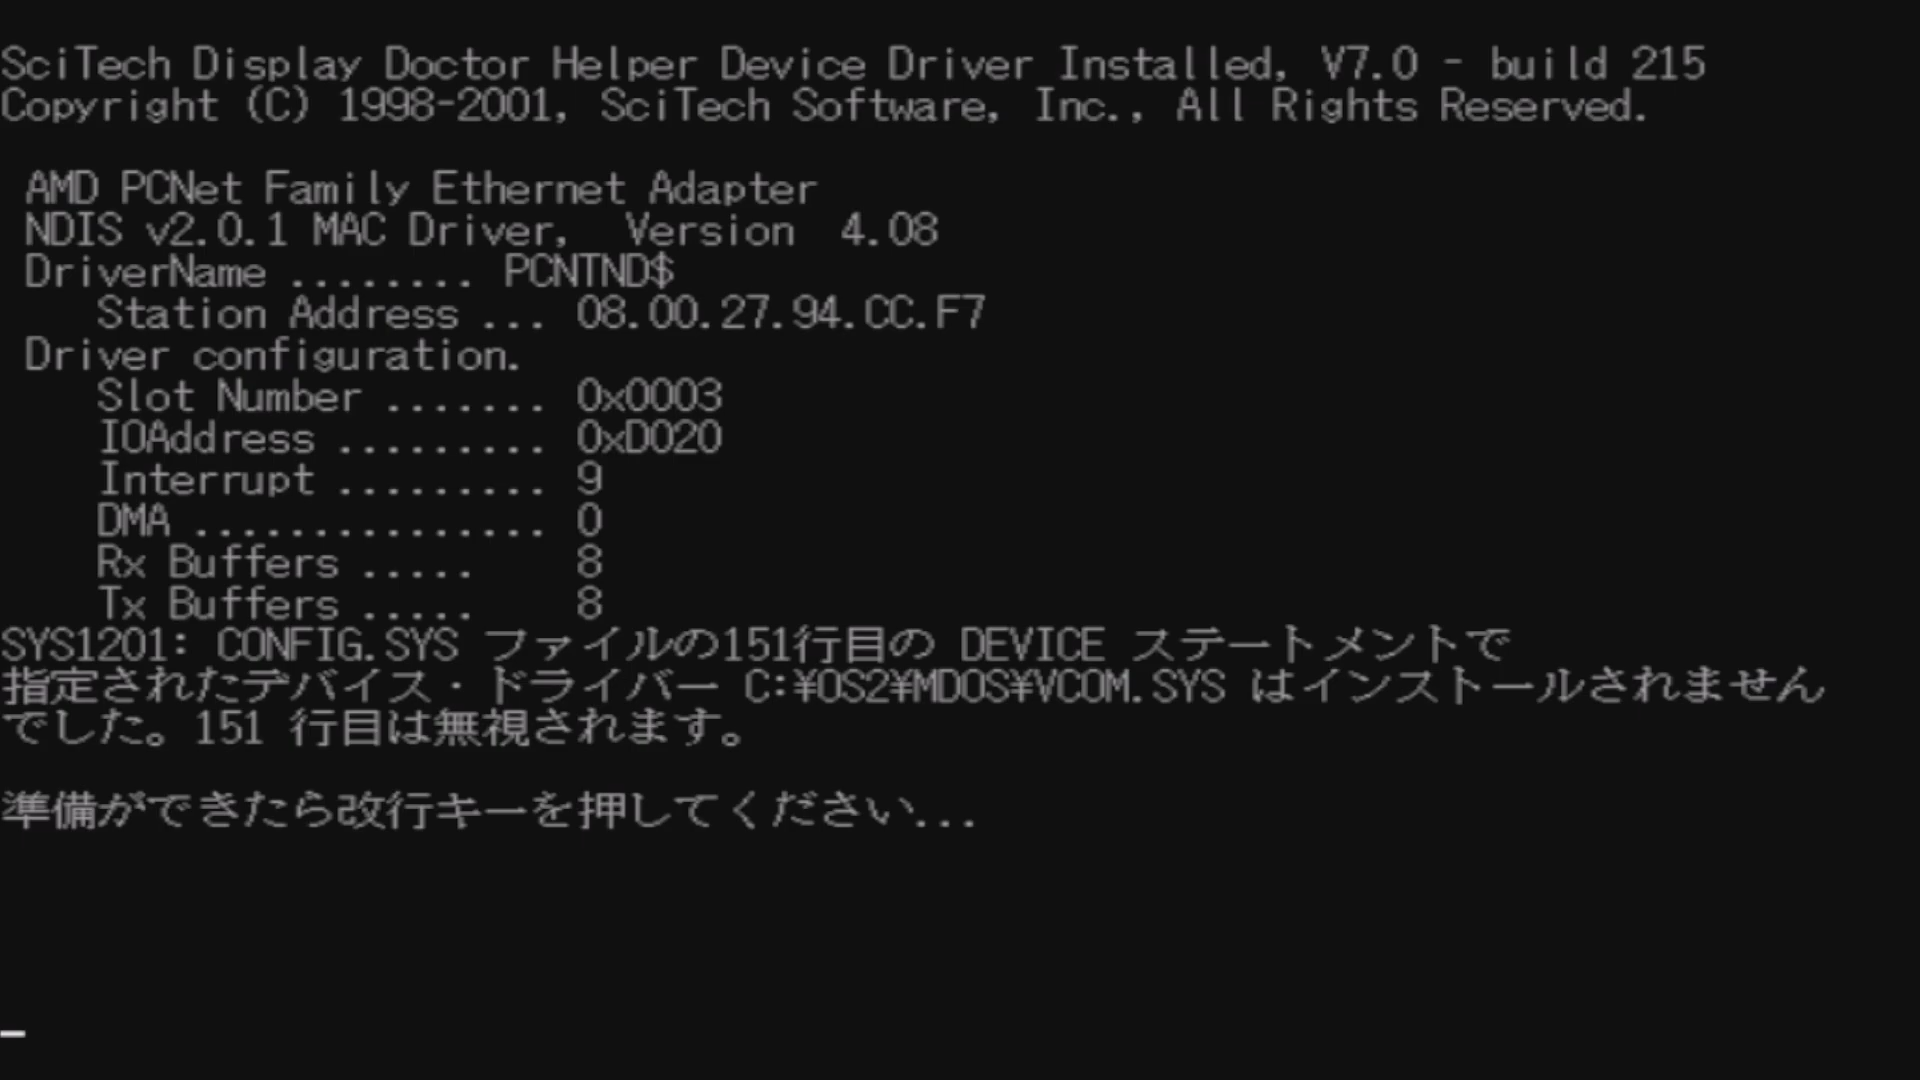 SciTech Display Doctor Helper Device Driver Installed, V7.0 - build 215
Copyright (C) 1998-2001, SciTech Software, Inc., All Rights Reserved.
AMD PCNet Family Ethernet Adapter
NDIS v2.0.1 MAC Driver,  Version  4.08
DriverName ........ PCNTND$
Station Address ... 08.00.27.94.CC.F7
Driver configuration.
Slot Number ....... 0x0003
IOAddress ......... 0xD020
Interrupt ......... 9
DMA ............... 0
Rx Buffers .....    8
Tx Buffers .....    8
SYS1201: CONFIG.SYS ファイルの151行目の DEVICE ステートメントで
指定されたデバイス・ドライバー C:¥OS2¥MDOS¥VCOM.SYS はインストールされません
でした。151 行目は無視されます。
準備ができたら改行キーを押してください...